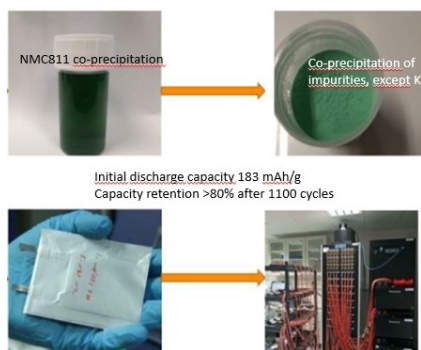 NMC811 co-precipitation
Co-precipitation of
impurities, except K
Initial discharge capacity 183 mAh/g
Capacity retention >80% after 1100 cycles